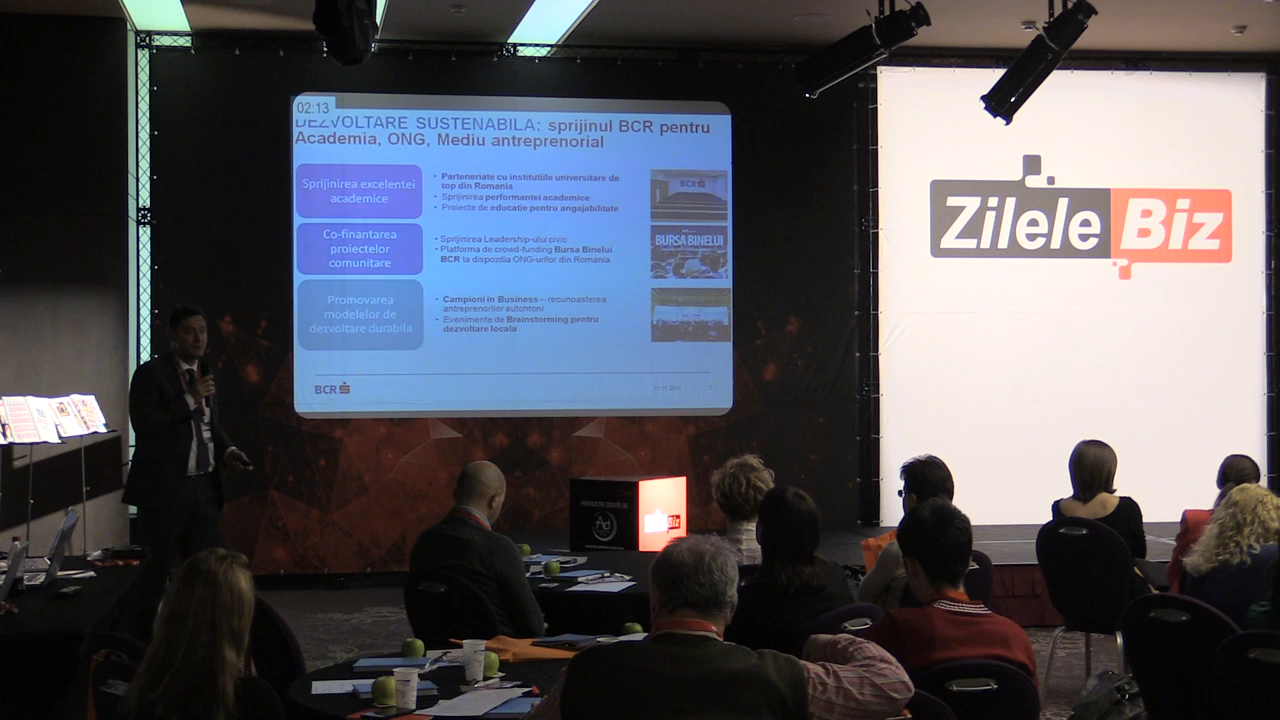 02:13
DEZVOLTARE SUSTENABILA: sprijinul BCR pentru
Academia, ONG, Mediu antreprenorial
Sprijinirea excelentei
academice
• Parteneriate cu institutiile universitare de
top din Romania
• Sprijinirea performantei academice
• Proiecte de educatie pentru angajabilitate
BCR
Co-finantarea
proiectelor
comunitare
• Sprijinirea Leadership-ului civic
• Platforma de crowd-funding Bursa Binelui
BCR la dispozitia ONG-urilor din Romania
BURSA BINELUI
Promovarea
modelelor de
dezvoltare durabila
• Campioni in Business – recunoasterea
antreprenorilor autohtoni
• Evenimente de Brainstorming pentru
dezvoltare locala
BCR
Zilele Biz
Ad
Zilele Biz